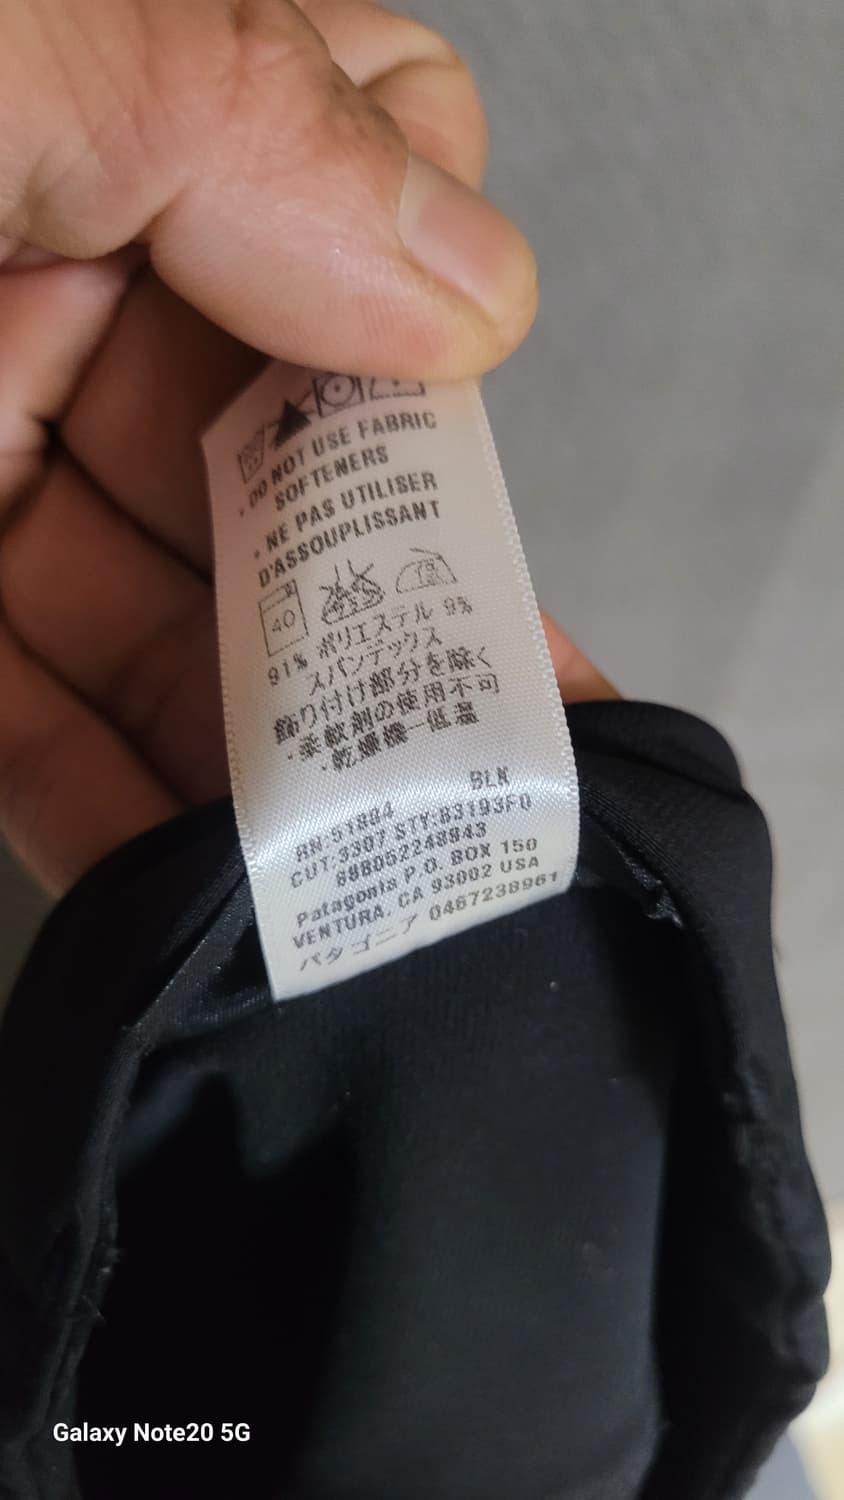 · DO NOT USE FABRIC
SOFTENERS
· NE PAS UTILISER
D'ASSOUPLISSANT
40
91% ポリエステル 9%
スパンデックス
飾り付け部分を除く
・柔軟剤の使用不可
・乾燥機一低温
BLK
RN:51884
CUT:3307 STY:83193F0
888052248943
Patagonia P.O. BOX 150
VENTURA, CA 93002 USA
パタゴニア 0467238961
Galaxy Note20 5G